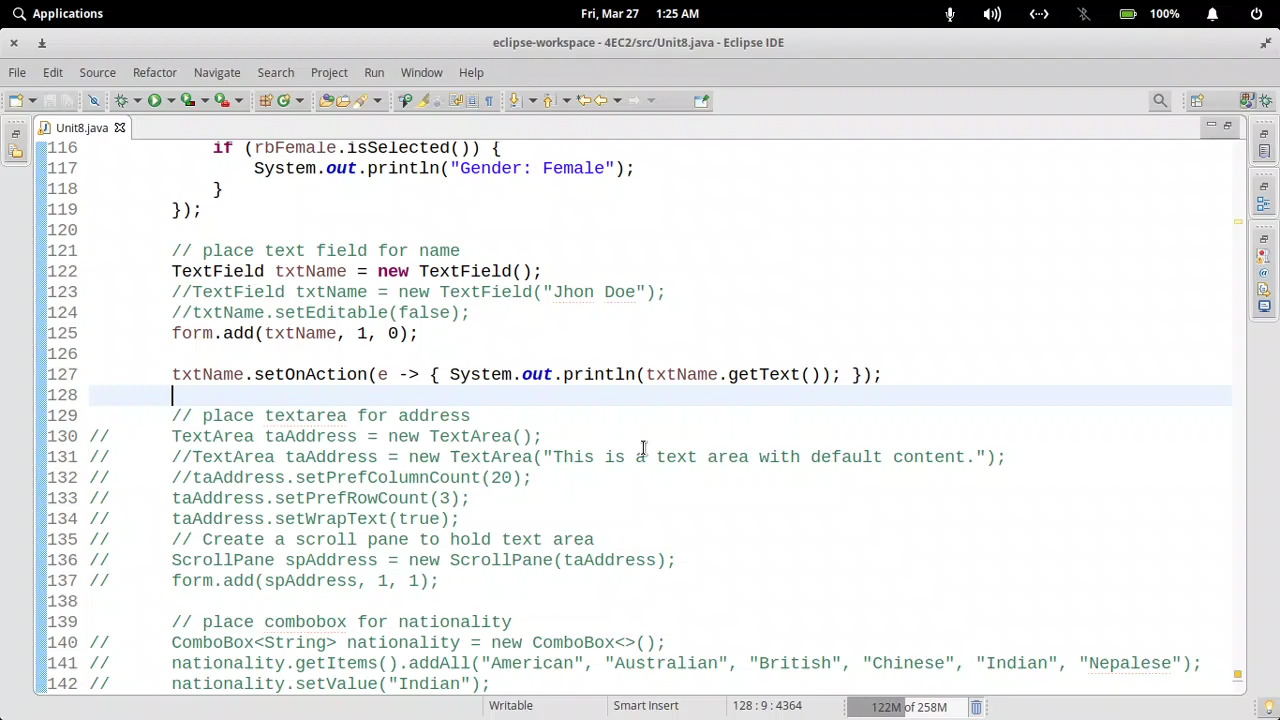 Applications
Fri, Mar 27 1:25 AM
100%
eclipse-workspace - 4EC2/src/Unit8.java - Eclipse IDE
File Edit Source Refactor Navigate Search Project Run Window Help
Unit8.java
116 if (rbFemale.isSelected()) {
117 System.out.println("Gender: Female");
118 }
119 });
120
121 // place text field for name
122 TextField txtName = new TextField();
123 //TextField txtName = new TextField("Jhon Doe");
124 //txtName.setEditable(false);
125 form.add(txtName, 1, 0);
126
127 txtName.setOnAction(e -> { System.out.println(txtName.getText()); });
128
129 // place textarea for address
130 // TextArea taAddress = new TextArea();
131 // //TextArea taAddress = new TextArea("This is a text area with default content.");
132 // //taAddress.setPrefColumnCount(20);
133 // taAddress.setPrefRowCount(3);
134 // taAddress.setWrapText(true);
135 // // Create a scroll pane to hold text area
136 // ScrollPane spAddress = new ScrollPane(taAddress);
137 // form.add(spAddress, 1, 1);
138
139 // place combobox for nationality
140 // ComboBox<String> nationality = new ComboBox<>();
141 // nationality.getItems().addAll("American", "Australian", "British", "Chinese", "Indian", "Nepalese");
142 // nationality.setValue("Indian");
Writable Smart Insert 128 : 9 : 4364 122M of 258M